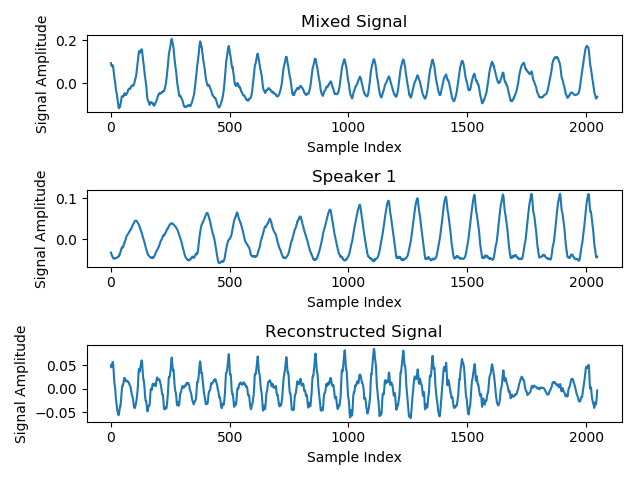 Mixed Signal
Signal Amplitude
0.2
0.0
0
500
1000
1500
2000
Sample Index
Speaker 1
Signal Amplitude
0.1
0.0
0
500
1000
1500
2000
Sample Index
Reconstructed Signal
Signal Amplitude
0.05
0.00
−0.05
0
500
1000
1500
2000
Sample Index